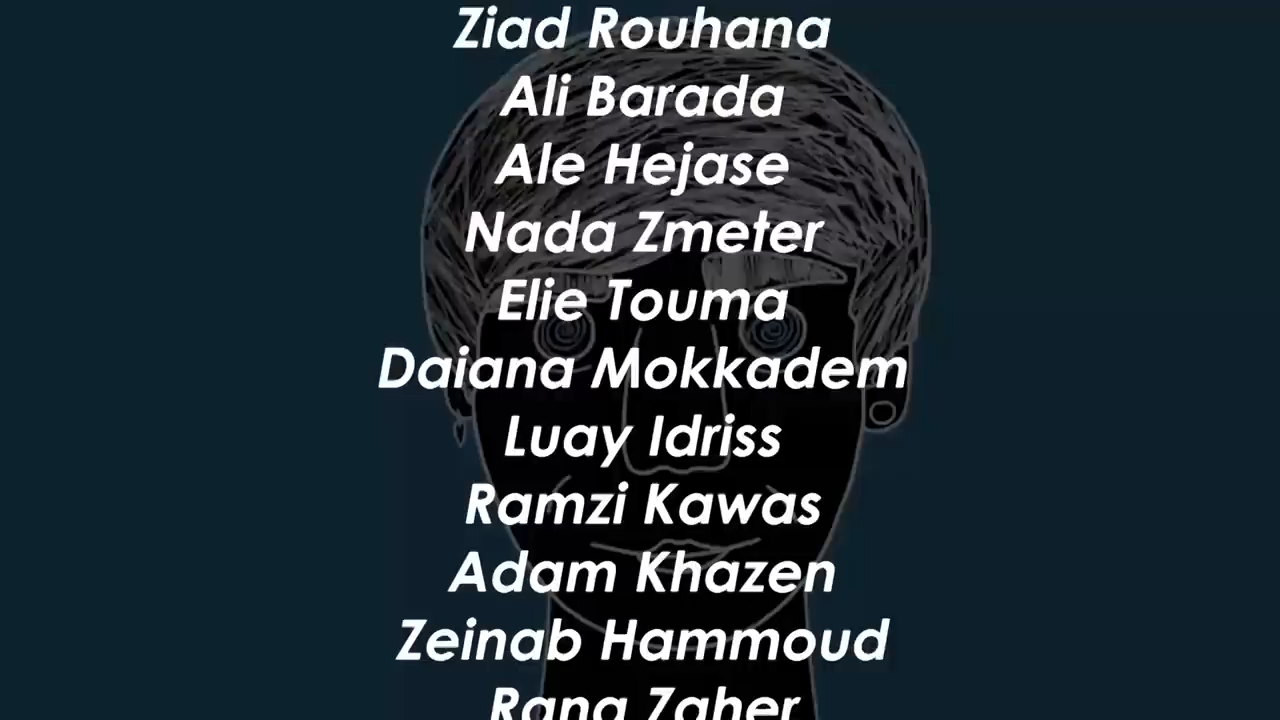 Ziad Rouhana
Ali Barada
Ale Hejase
Nada Zmeter
Elie Touma
Daiana Mokkadem
Luay Idriss
Ramzi Kawas
Adam Khazen
Zeinab Hammoud
Rana Zaher